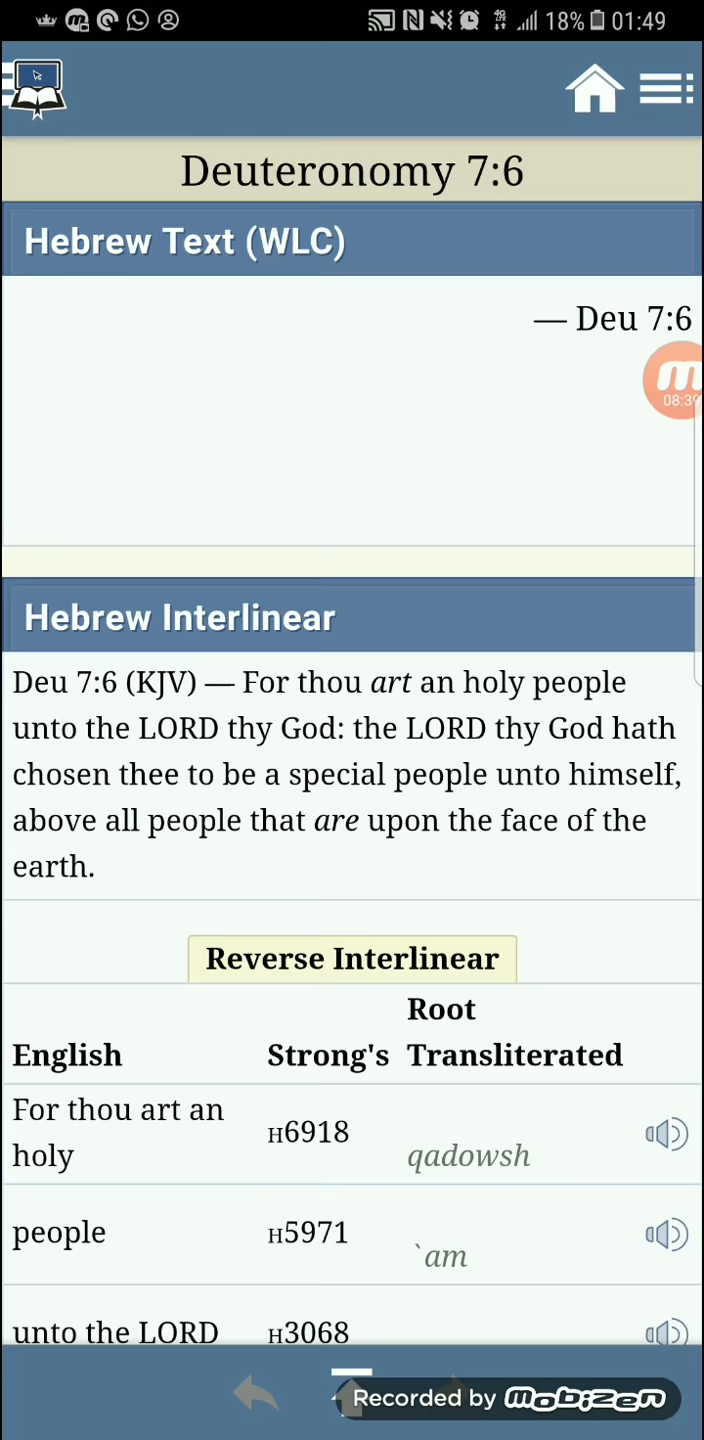 18% 01:49
Deuteronomy 7:6
Hebrew Text (WLC)
— Deu 7:6
08:39
Hebrew Interlinear
Deu 7:6 (KJV) — For thou art an holy people
unto the LORD thy God: the LORD thy God hath
chosen thee to be a special people unto himself,
above all people that are upon the face of the
earth.
Reverse Interlinear
English Strong's Root Transliterated
For thou art an holy H6918 qadowsh
people H5971 `am
unto the LORD H3068
Recorded by mobizen